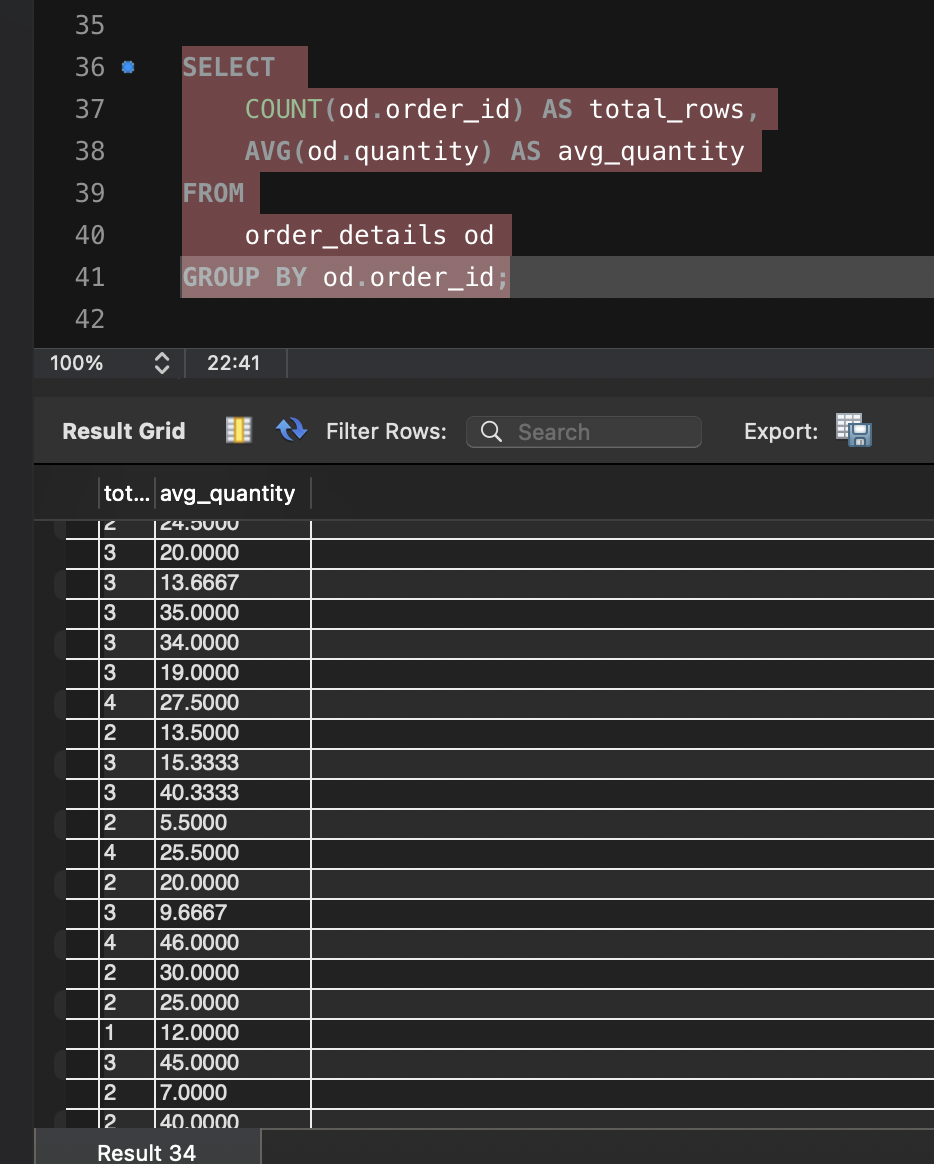 35
36 SELECT
37 COUNT(od.order_id) AS total_rows,
38 AVG(od.quantity) AS avg_quantity
39 FROM
40 order_details od
41 GROUP BY od.order_id;
42
100% 22:41
Result Grid Filter Rows: Search Export:
tot... avg_quantity
2 24.5000
3 20.0000
3 13.6667
3 35.0000
3 34.0000
3 19.0000
4 27.5000
2 13.5000
3 15.3333
3 40.3333
2 5.5000
4 25.5000
2 20.0000
3 9.6667
4 46.0000
2 30.0000
2 25.0000
1 12.0000
3 45.0000
2 7.0000
2 40.0000
Result 34